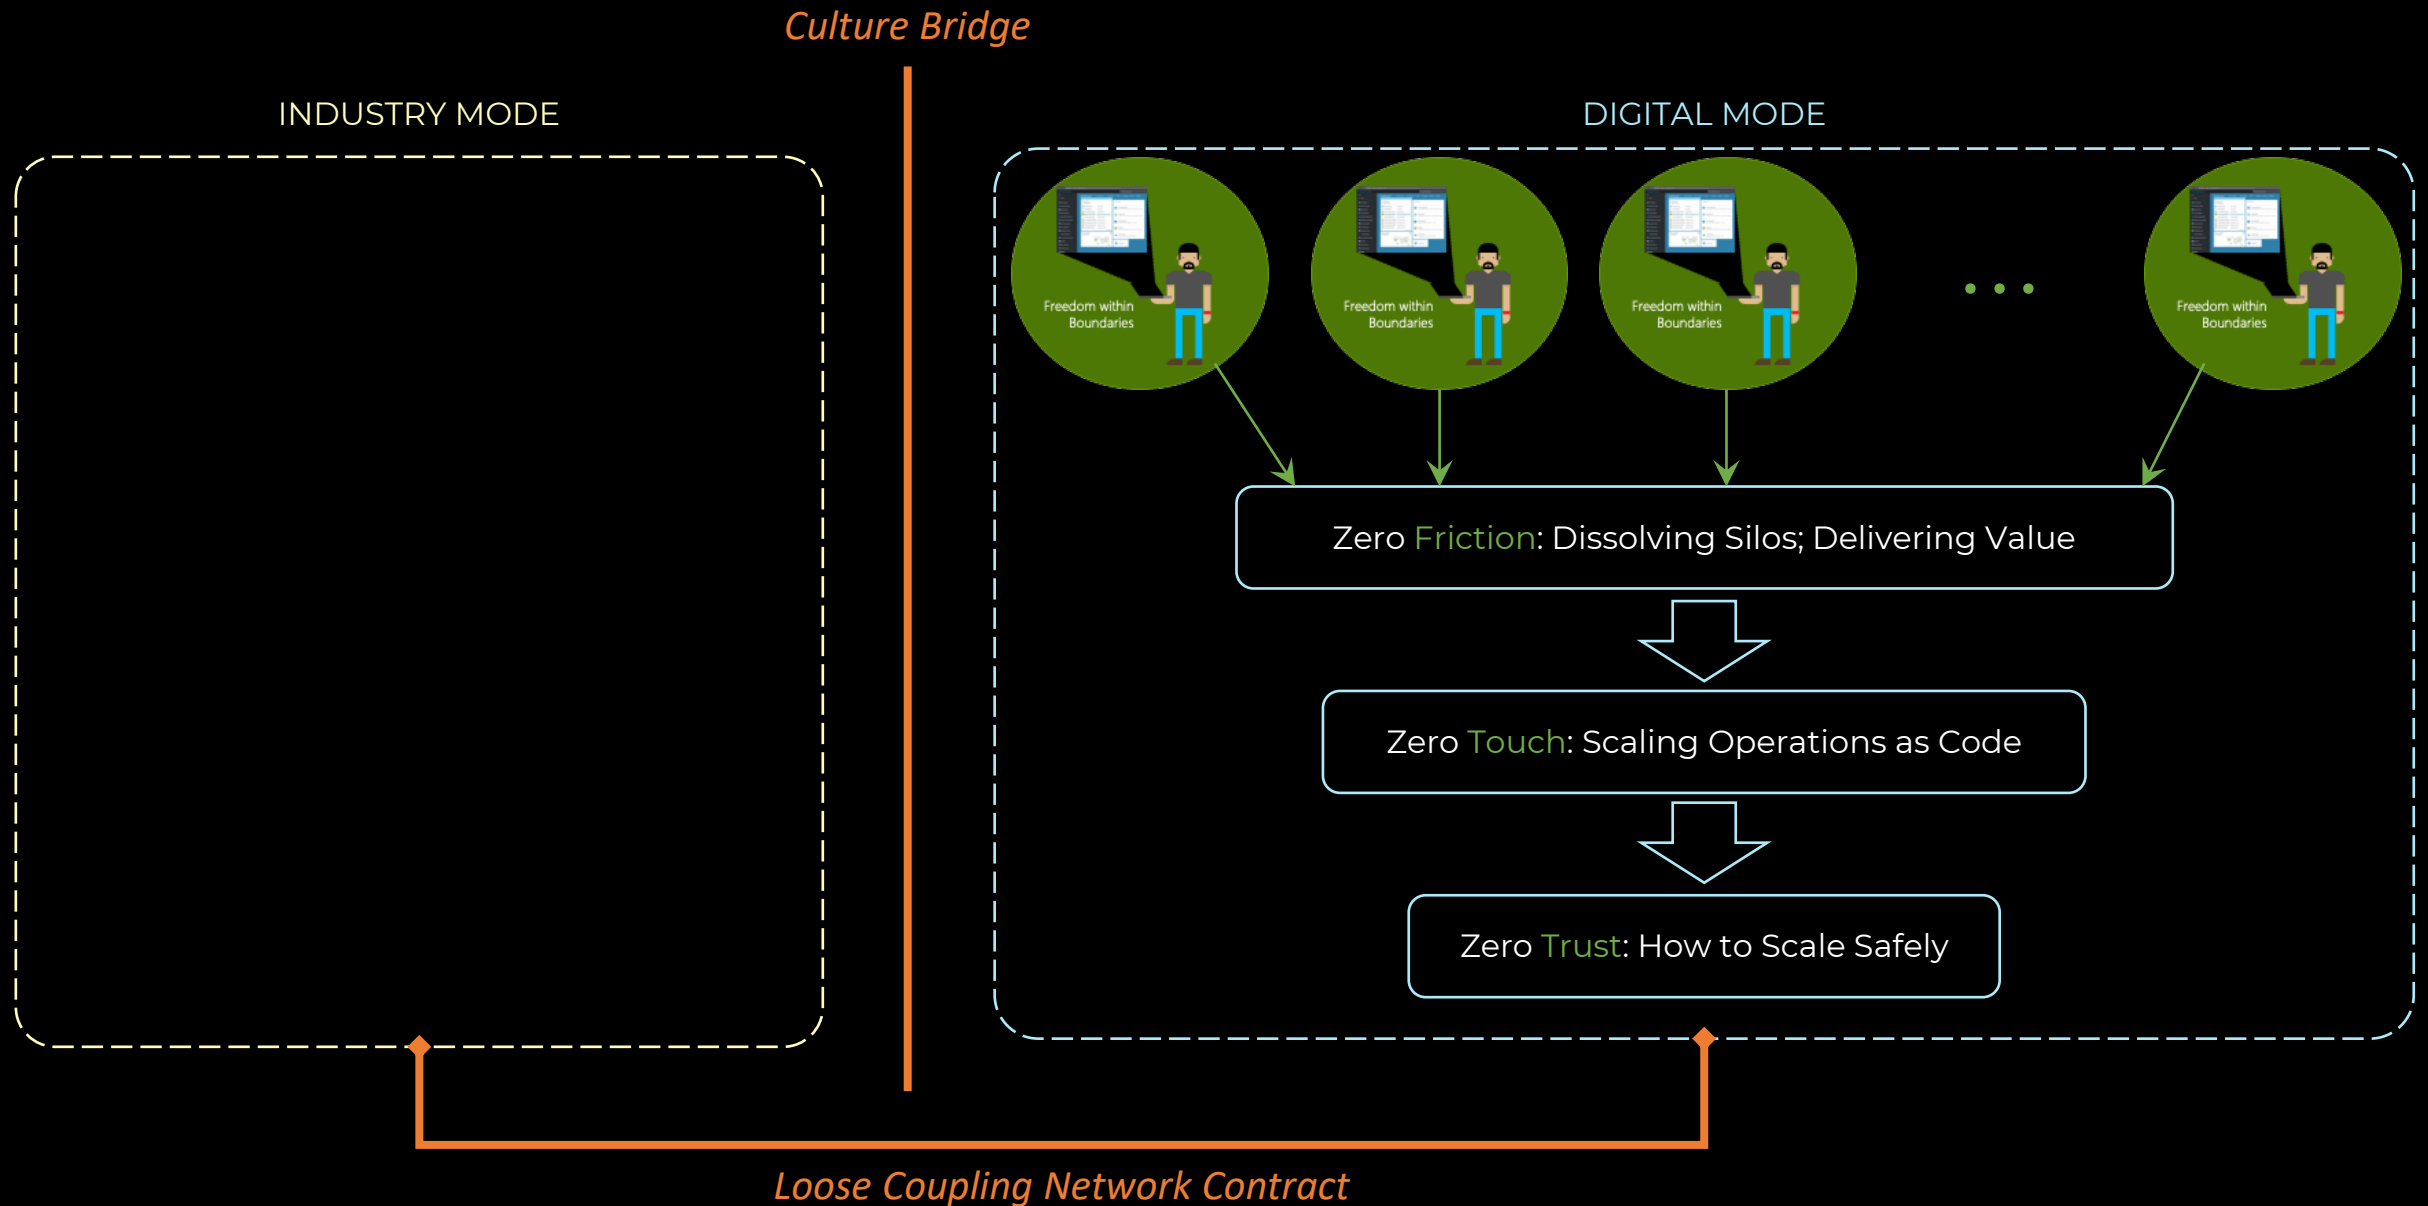 Culture Bridge
INDUSTRY MODE
DIGITAL MODE
Freedom within
Boundaries
Freedom within
Boundaries
Freedom within
Boundaries
Freedom within
Boundaries
Zero Friction: Dissolving Silos; Delivering Value
Zero Touch: Scaling Operations as Code
Zero Trust: How to Scale Safely
Loose Coupling Network Contract